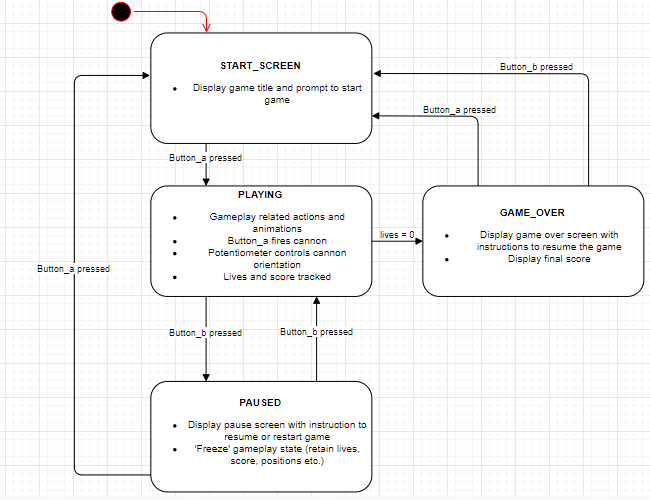 Button_b pressed
START_SCREEN
• Display game title and prompt to start
game
Button_a pressed
Button_a pressed
PLAYING
• Gameplay related actions and
animations
• Button_a fires cannon
• Potentiometer controls cannon
orientation
• Lives and score tracked
lives = 0
GAME_OVER
• Display game over screen with
instructions to resume the game
• Display final score
Button_a pressed
Button_b pressed
Button_b pressed
PAUSED
• Display pause screen with instruction to
resume or restart game
• 'Freeze' gameplay state (retain lives,
score, positions etc.)